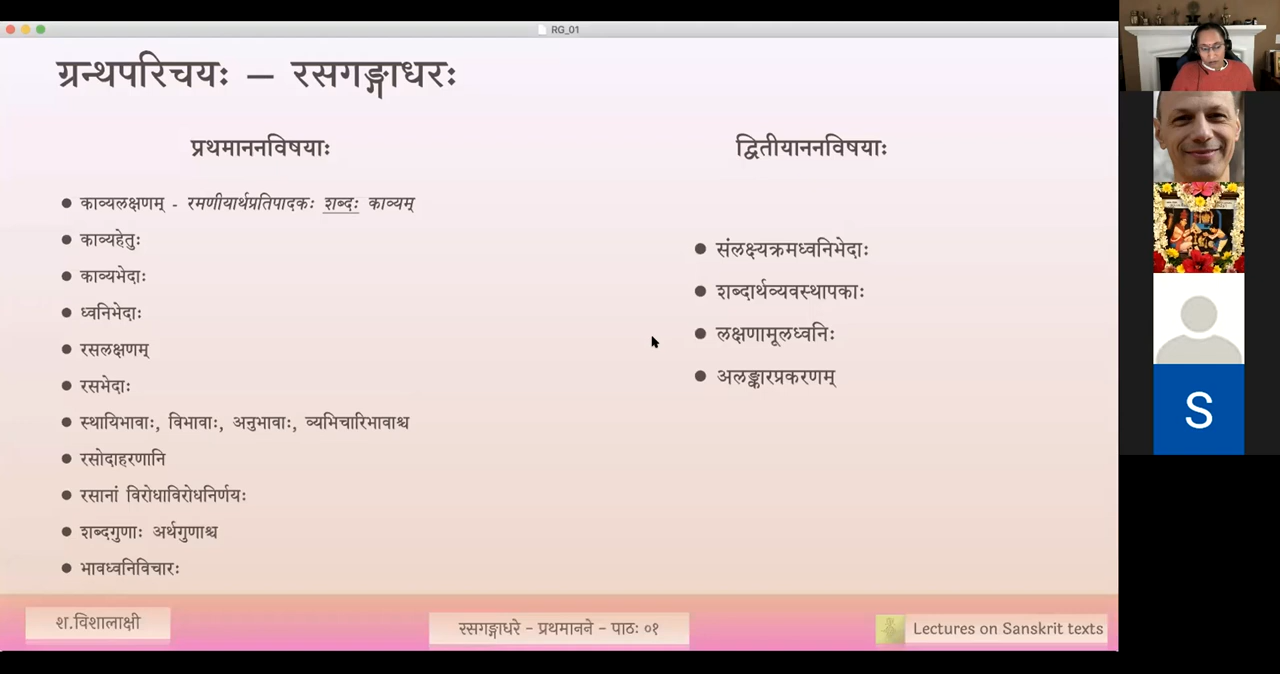 RG_01
ग्रन्थपरिचयः – रसगङ्गाधरः
प्रथमाननविषयाः
काव्यलक्षणम् - रमणीयार्थप्रतिपादकः शब्दः काव्यम्
काव्यहेतुः
काव्यभेदाः
ध्वनिभेदाः
रसलक्षणम्
रसभेदाः
स्थायिभावाः, विभावाः, अनुभावाः, व्यभिचारिभावाश्च
रसोदाहरणानि
रसानां विरोधाविरोधनिर्णयः
शब्दगुणाः अर्थगुणाश्च
भावध्वनिविचारः
द्वितीयाननविषयाः
संलक्ष्यक्रमध्वनिभेदाः
शब्दार्थव्यवस्थापकाः
लक्षणामूलध्वनिः
अलङ्कारप्रकरणम्
श.विशालाक्षी
रसगङ्गाधरे - प्रथमानने - पाठः ०१
Lectures on Sanskrit texts
S